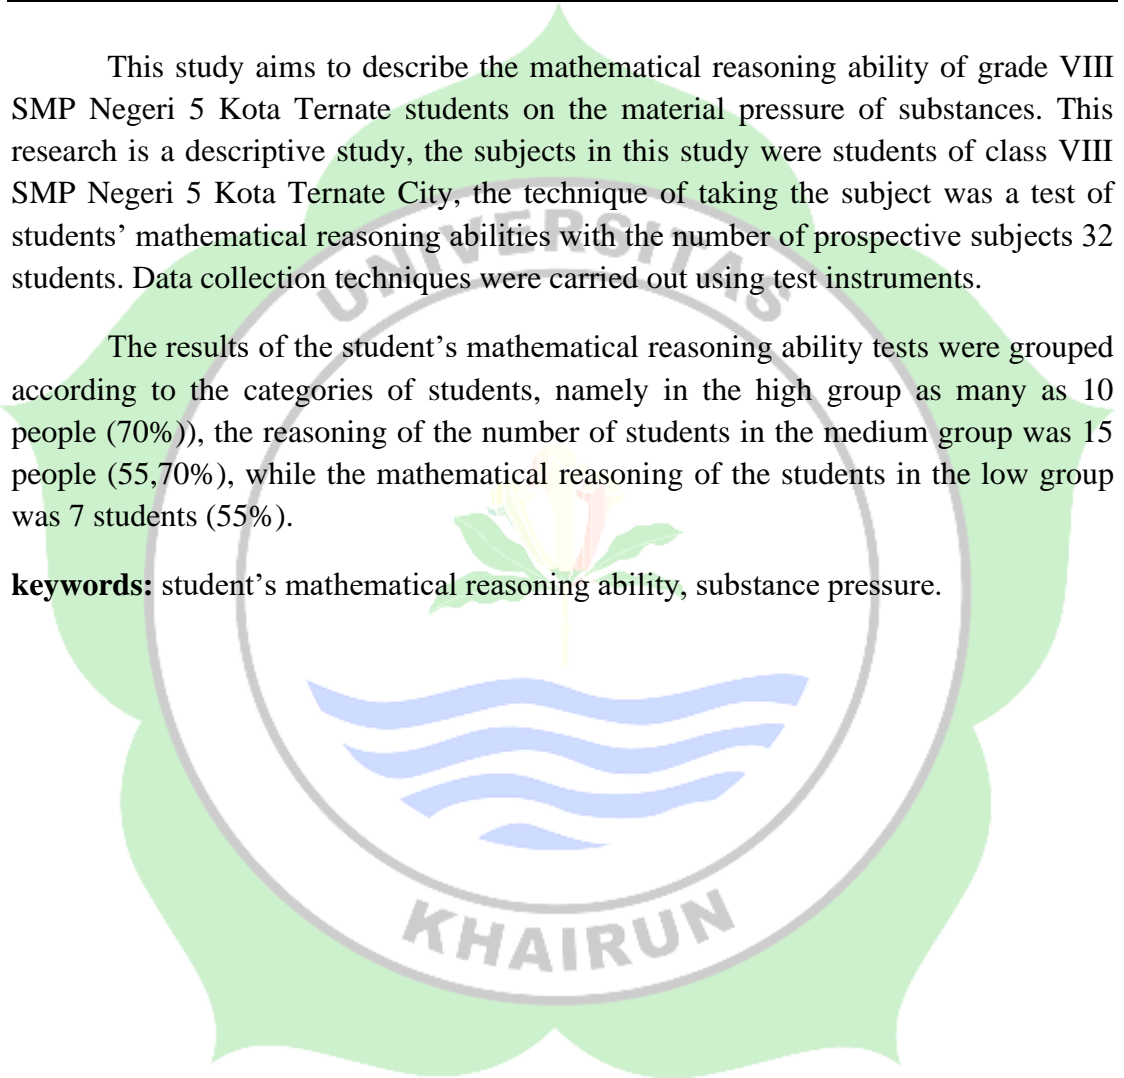 This study aims to describe the mathematical reasoning ability of grade VIII
SMP Negeri 5 Kota Ternate students on the material pressure of substances. This
research is a descriptive study, the subjects in this study were students of class VIII
SMP Negeri 5 Kota Ternate City, the technique of taking the subject was a test of
students’ mathematical reasoning abilities with the number of prospective subjects 32
students. Data collection techniques were carried out using test instruments.
The results of the student’s mathematical reasoning ability tests were grouped
according to the categories of students, namely in the high group as many as 10
people (70%)), the reasoning of the number of students in the medium group was 15
people (55,70%), while the mathematical reasoning of the students in the low group
was 7 students (55%).
keywords: student’s mathematical reasoning ability, substance pressure.
UNIVERSITAS
KHAIRUN